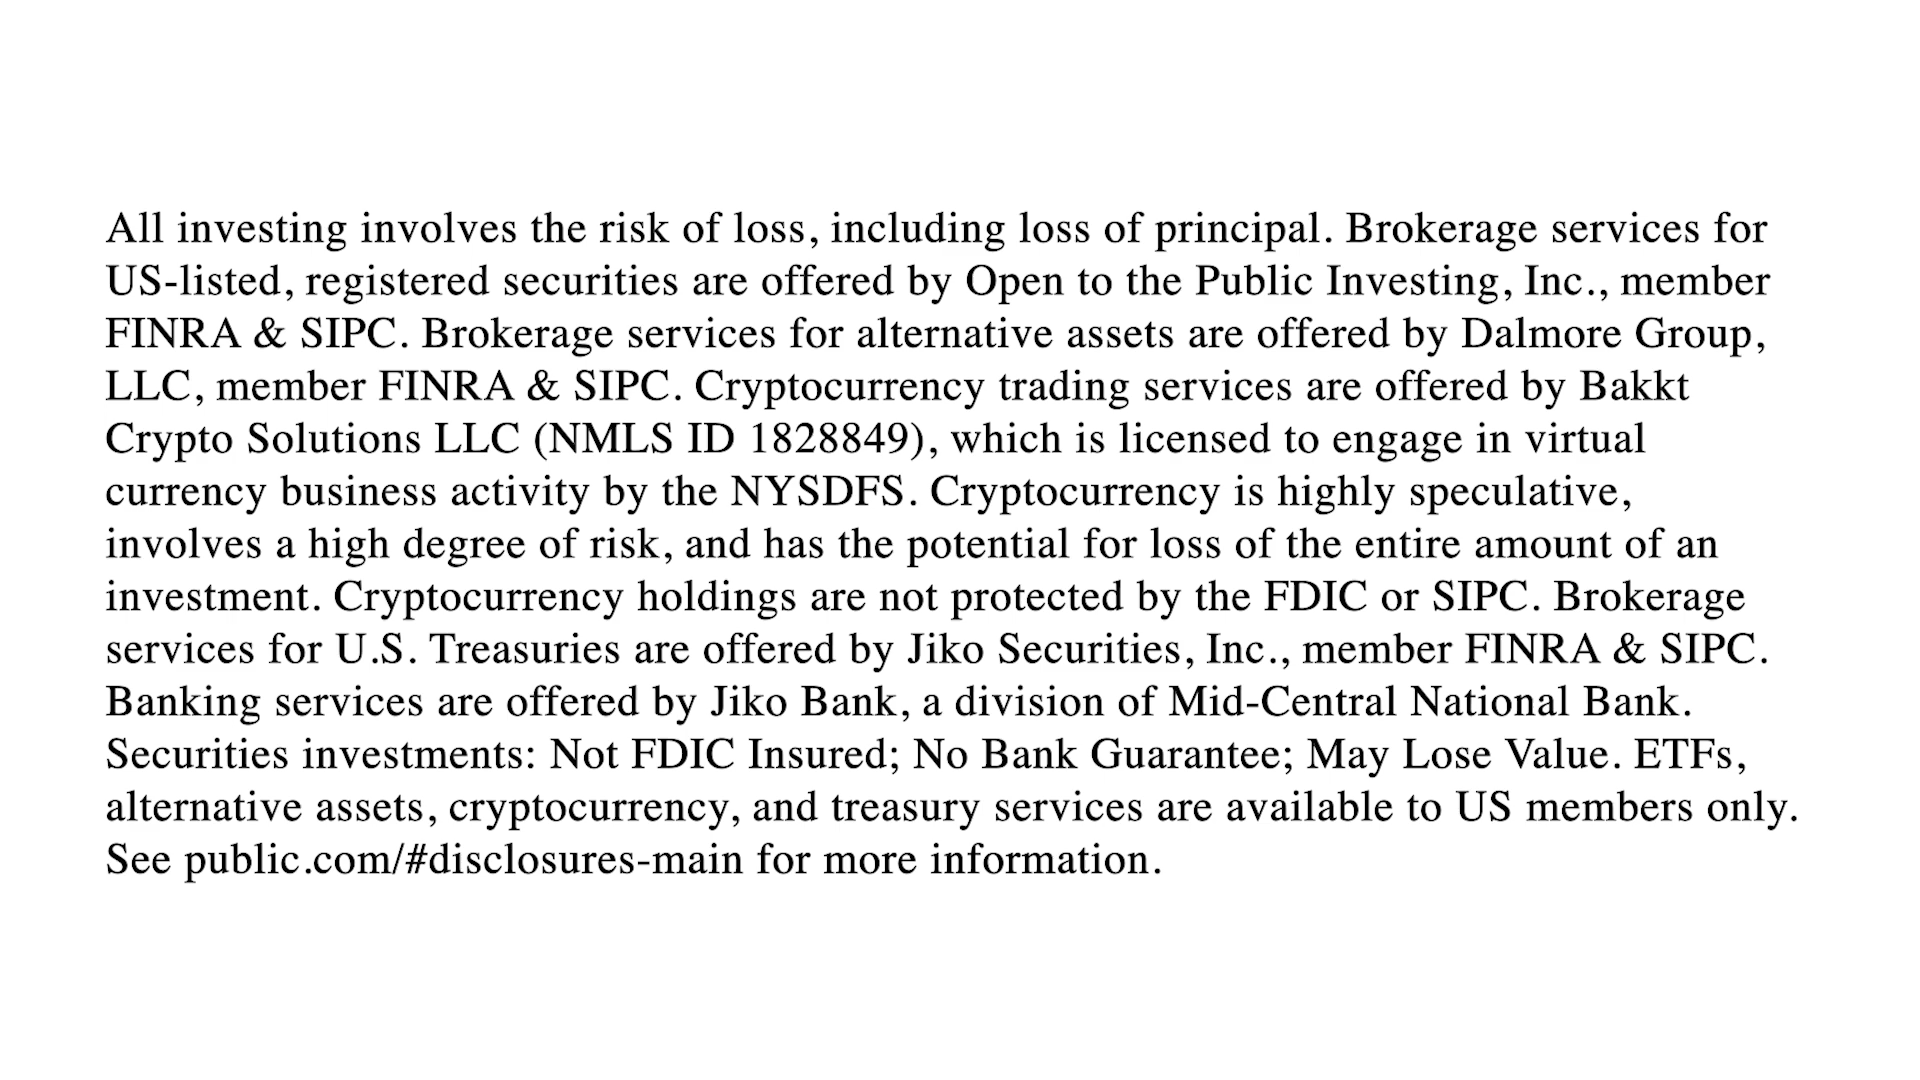 All investing involves the risk of loss, including loss of principal. Brokerage services for
US-listed, registered securities are offered by Open to the Public Investing, Inc., member
FINRA & SIPC. Brokerage services for alternative assets are offered by Dalmore Group,
LLC, member FINRA & SIPC. Cryptocurrency trading services are offered by Bakkt
Crypto Solutions LLC (NMLS ID 1828849), which is licensed to engage in virtual
currency business activity by the NYSDFS. Cryptocurrency is highly speculative,
involves a high degree of risk, and has the potential for loss of the entire amount of an
investment. Cryptocurrency holdings are not protected by the FDIC or SIPC. Brokerage
services for U.S. Treasuries are offered by Jiko Securities, Inc., member FINRA & SIPC.
Banking services are offered by Jiko Bank, a division of Mid-Central National Bank.
Securities investments: Not FDIC Insured; No Bank Guarantee; May Lose Value. ETFs,
alternative assets, cryptocurrency, and treasury services are available to US members only.
See public.com/#disclosures-main for more information.